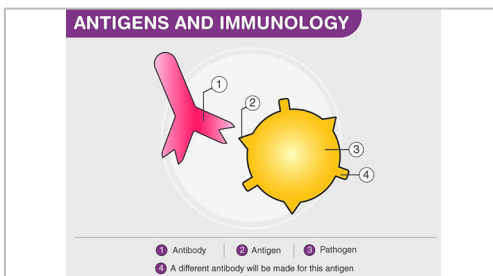 ANTIGENS AND IMMUNOLOGY
1
2
3
4
1 Antibody 2 Antigen 3 Pathogen
4 A different antibody will be made for this antigen